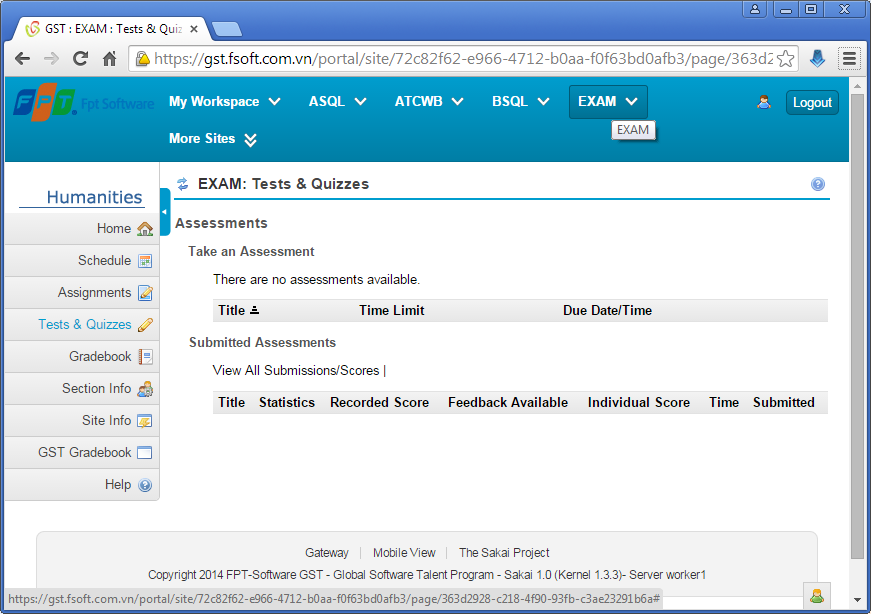 GST : EXAM : Tests & Quiz
https://gst.fsoft.com.vn/portal/site/72c82f62-e966-4712-b0aa-f0f63bd0afb3/page/363d2
FPT. Fpt Software
My Workspace ASQL ATCWB BSQL EXAM Logout
EXAM
More Sites
Humanities
Home
Schedule
Assignments
Tests & Quizzes
Gradebook
Section Info
Site Info
GST Gradebook
Help
EXAM: Tests & Quizzes
Assessments
Take an Assessment
There are no assessments available.
Title Time Limit Due Date/Time
Submitted Assessments
View All Submissions/Scores |
Title Statistics Recorded Score Feedback Available Individual Score Time Submitted
Gateway | Mobile View | The Sakai Project
Copyright 2014 FPT-Software GST - Global Software Talent Program - Sakai 1.0 (Kernel 1.3.3)- Server worker1
https://gst.fsoft.com.vn/portal/site/72c82f62-e966-4712-b0aa-f0f63bd0afb3/page/363d2928-c218-4f90-93fb-c3ae23291b6a#